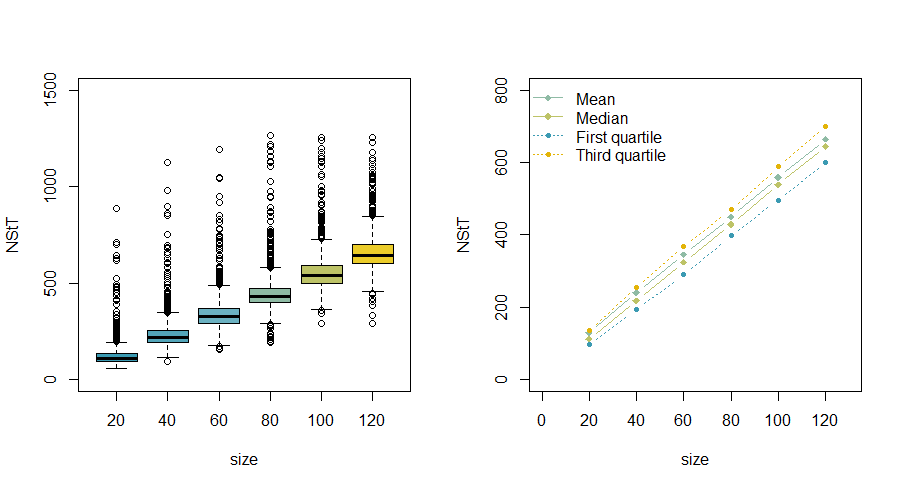 1500
1000
500
0
NStT
20 40 60 80 100 120
size
800
600
400
200
0
NStT
Mean
Median
First quartile
Third quartile
0 20 40 60 80 100 120
size